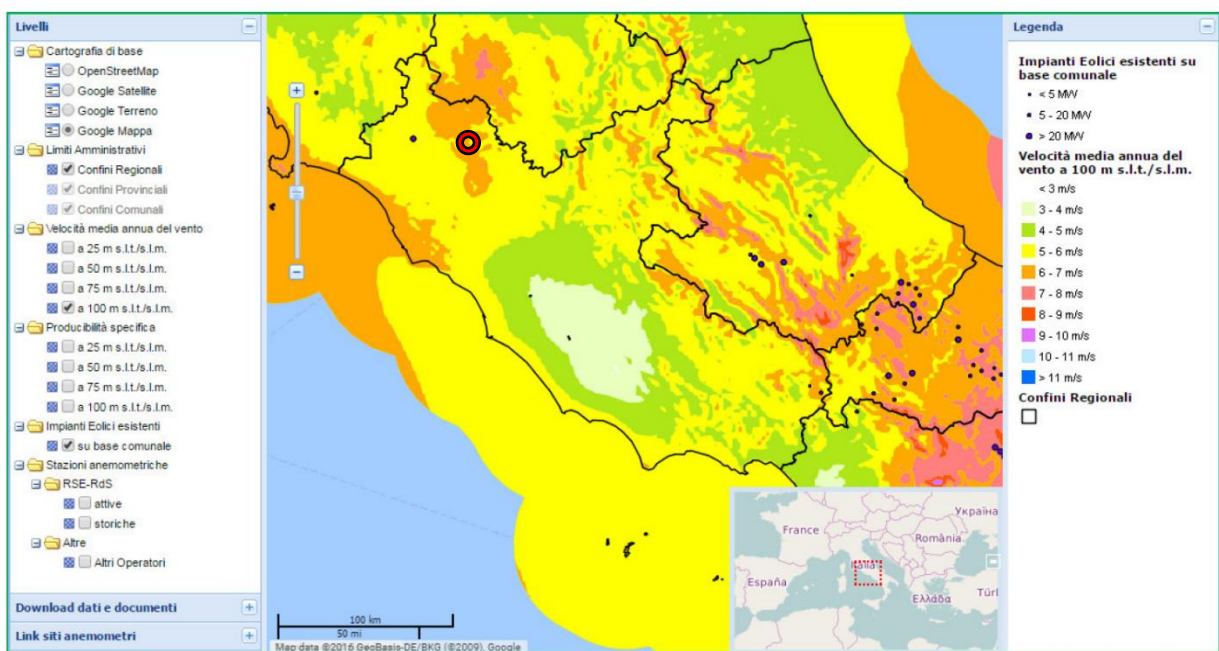 Livelli
Cartografia di base
OpenStreetMap
Google Satellite
Google Terreno
Google Mappa
Limiti Amministrativi
Confini Regionali
Confini Provinciali
Confini Comunali
Velocità media annua del vento
a 25 m s.l.t./s.l.m.
a 50 m s.l.t./s.l.m.
a 75 m s.l.t./s.l.m.
a 100 m s.l.t./s.l.m.
Producibilità specifica
a 25 m s.l.t./s.l.m.
a 50 m s.l.t./s.l.m.
a 75 m s.l.t./s.l.m.
a 100 m s.l.t./s.l.m.
Impianti Eolici esistenti
su base comunale
Stazioni anemometriche
RSE-RdS
attive
storiche
Altre
Altri Operatori
Download dati e documenti
Link siti anemometri
100 km
50 mi
Map data ©2016 GeoBasis-DE/BKG (©2009), Google
France
Україна
România
Italia
España
Ελλάδα
Türl
Legenda
Impianti Eolici esistenti su
base comunale
< 5 MW
5 - 20 MW
> 20 MW
Velocità media annua del
vento a 100 m s.l.t./s.l.m.
< 3 m/s
3 - 4 m/s
4 - 5 m/s
5 - 6 m/s
6 - 7 m/s
7 - 8 m/s
8 - 9 m/s
9 - 10 m/s
10 - 11 m/s
> 11 m/s
Confini Regionali